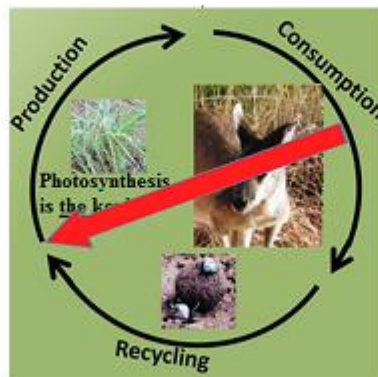 Production
Consumption
Photosynthesis
is the
Recycling